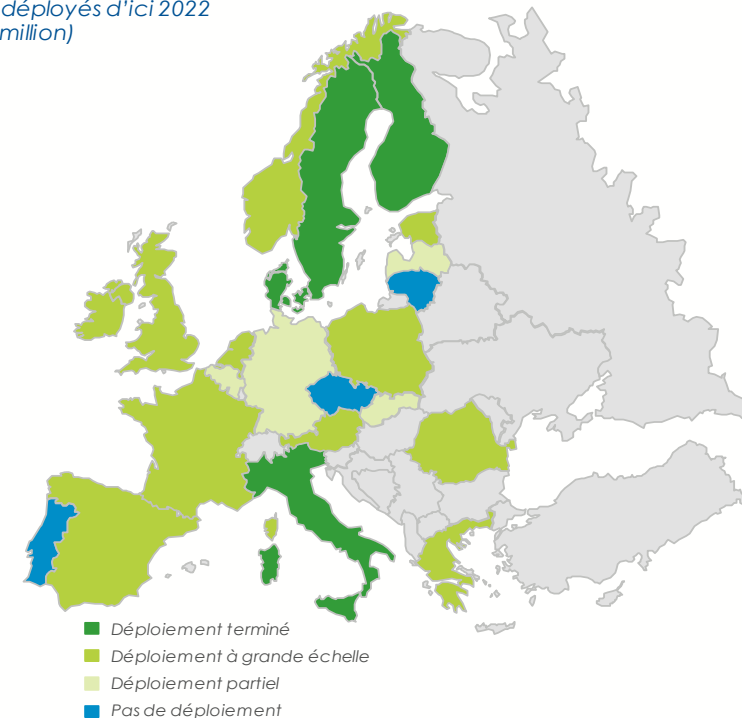 déployés d'ici 2022
million)
Déploiement terminé
Déploiement à grande échelle
Déploiement partiel
Pas de déploiement